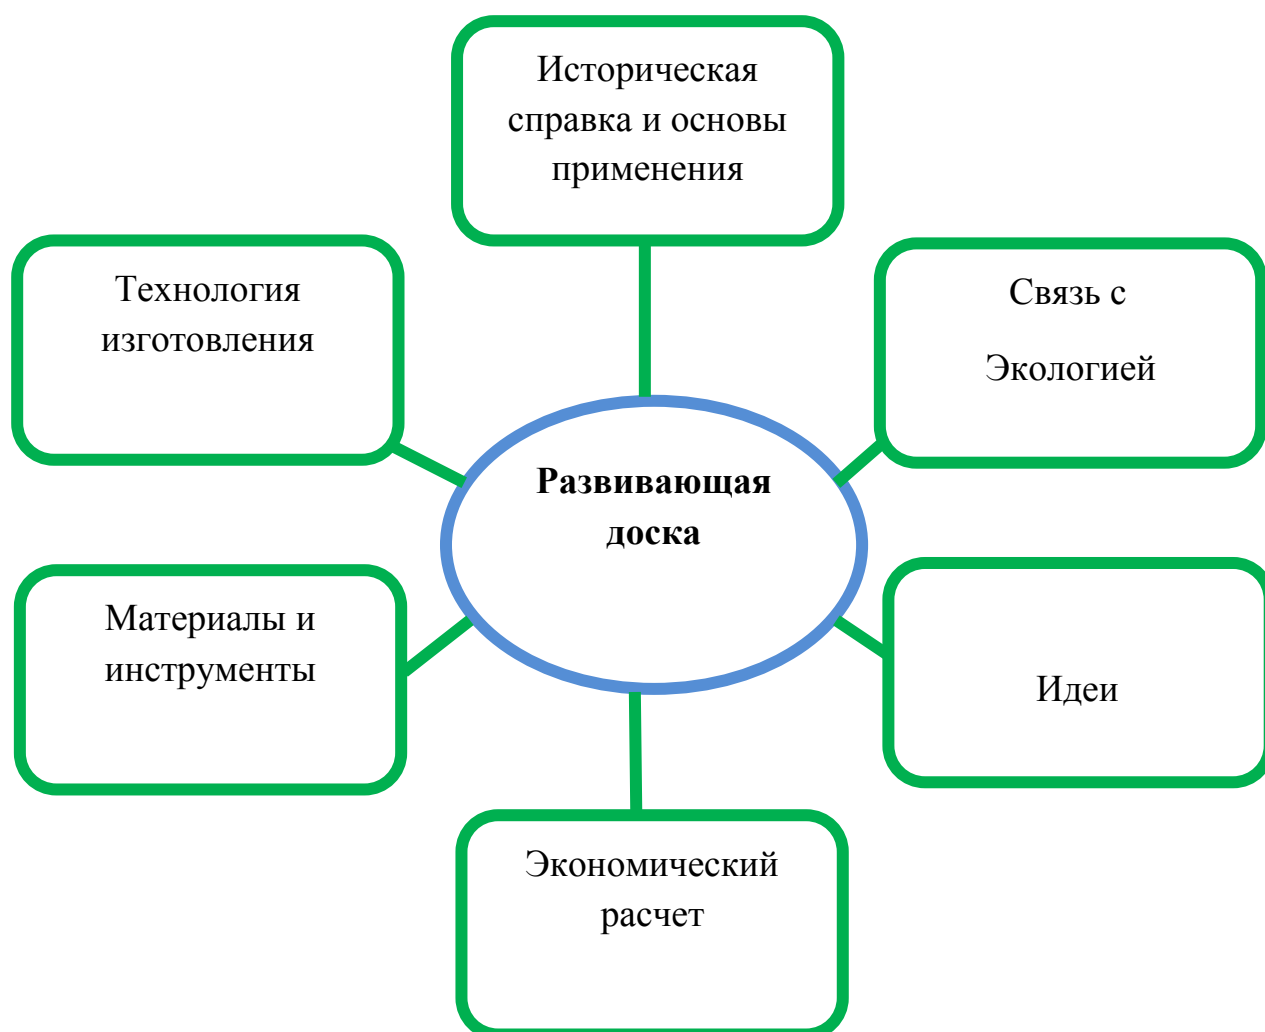 Историческая
справка и основы
применения
Технология
изготовления
Связь с
Экологией
Развивающая
доска
Материалы и
инструменты
Идеи
Экономический
расчет